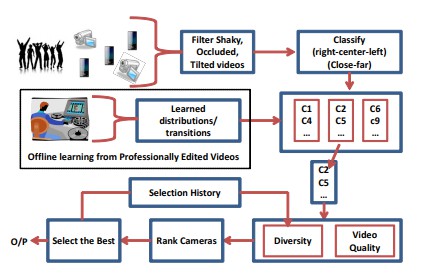 Filter Shaky,
Occluded,
Tilted videos
Classify
(right-center-left)
(Close-far)
Learned
distributions/
transitions
Offline learning from Professionally Edited Videos
C1
C4
...
C2
C5
...
C6
c9
...
C2
C5
...
Selection History
O/P
Select the Best
Rank Cameras
Diversity
Video
Quality